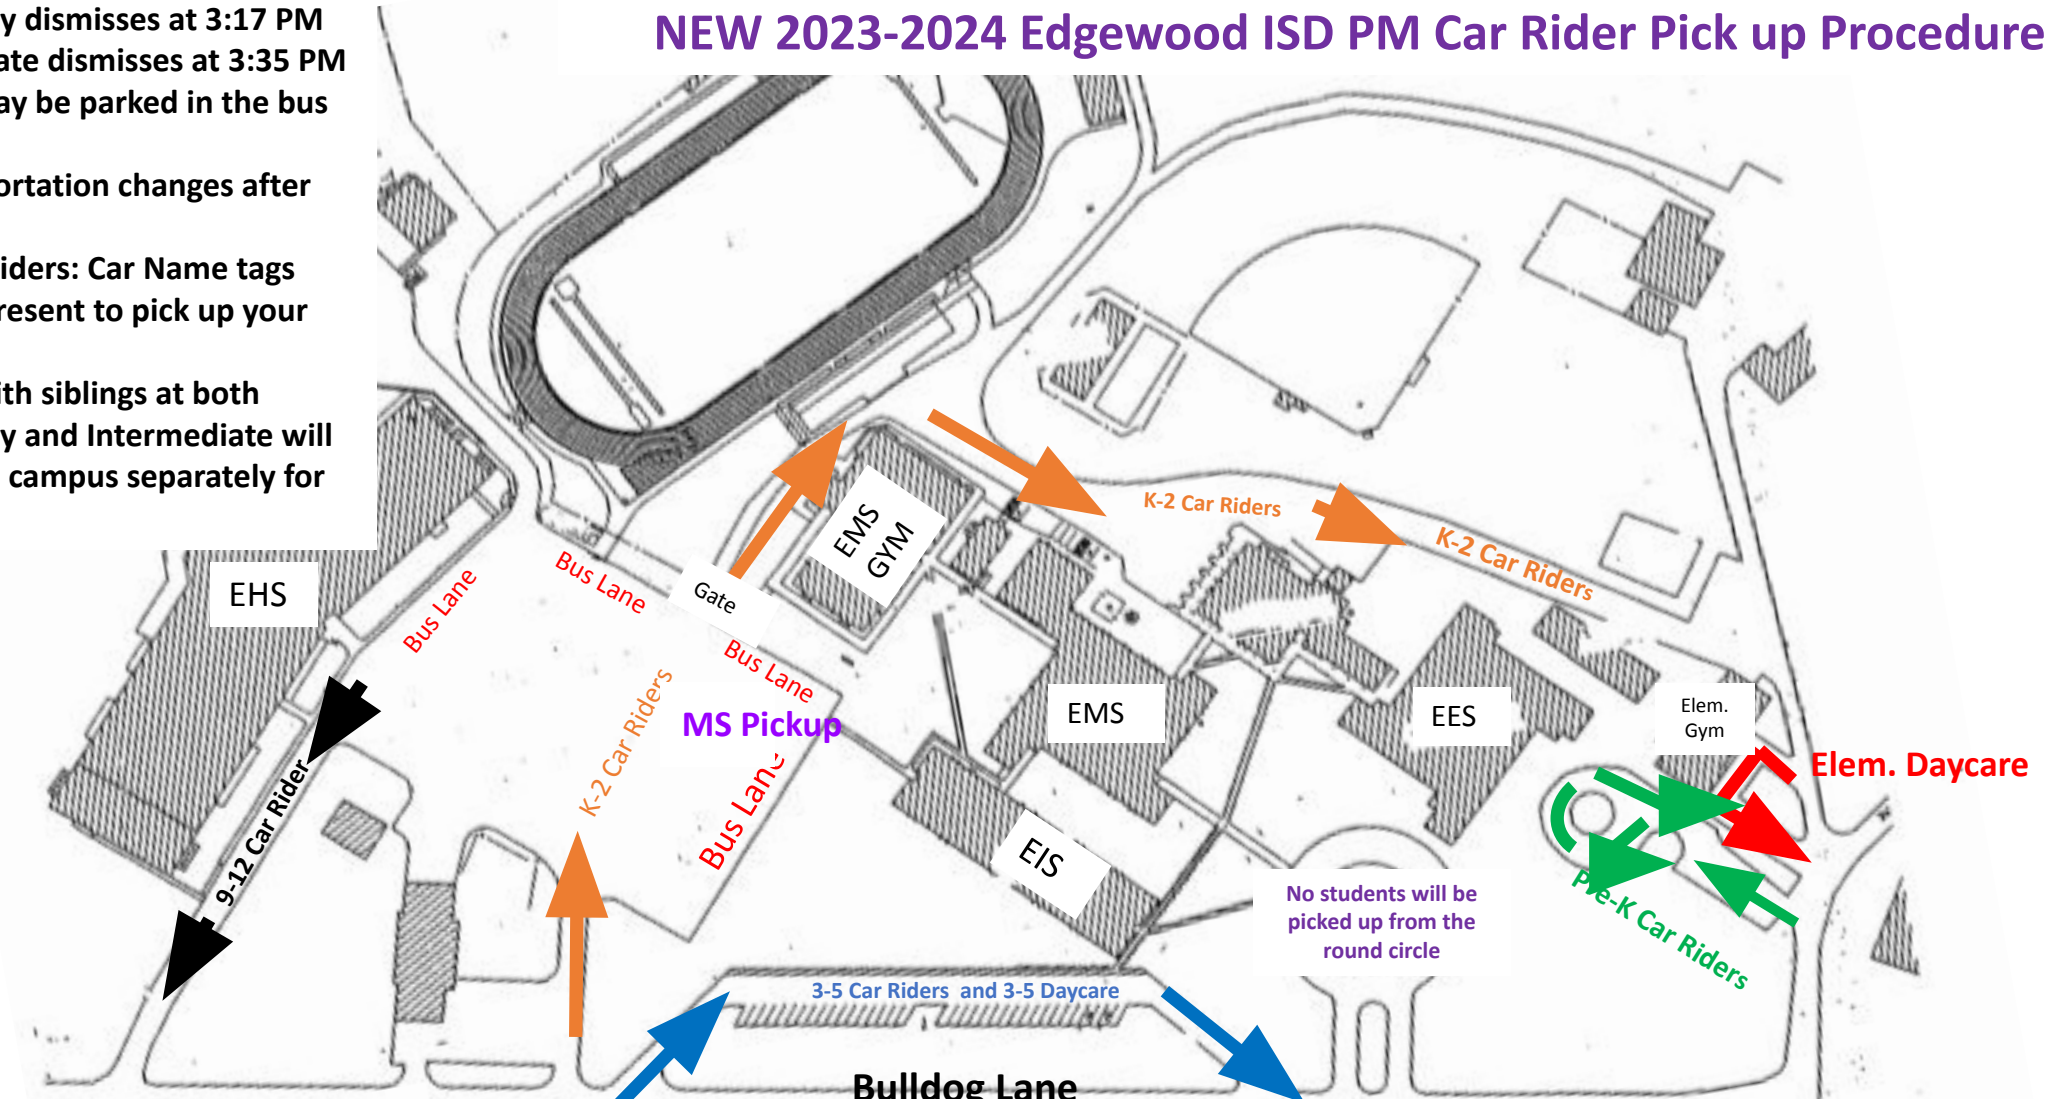 NEW 2023-2024 Edgewood ISD PM Car Rider Pick up Procedure
y dismisses at 3:17 PM
ate dismisses at 3:35 PM
ay be parked in the bus
ortation changes after
iders: Car Name tags
resent to pick up your
ith siblings at both
y and Intermediate will
campus separately for
EHS
Bus Lane
Bus Lane
Gate
EMS
GYM
K-2 Car Riders
K-2 Car Riders
Bus Lane
K-2 Car Riders
MS Pickup
EMS
EES
Elem.
Gym
Elem. Daycare
9-12 Car Rider
Bus Lane
EIS
No students will be
picked up from the
round circle
Pre-K Car Riders
3-5 Car Riders and 3-5 Daycare
Bulldog Lane